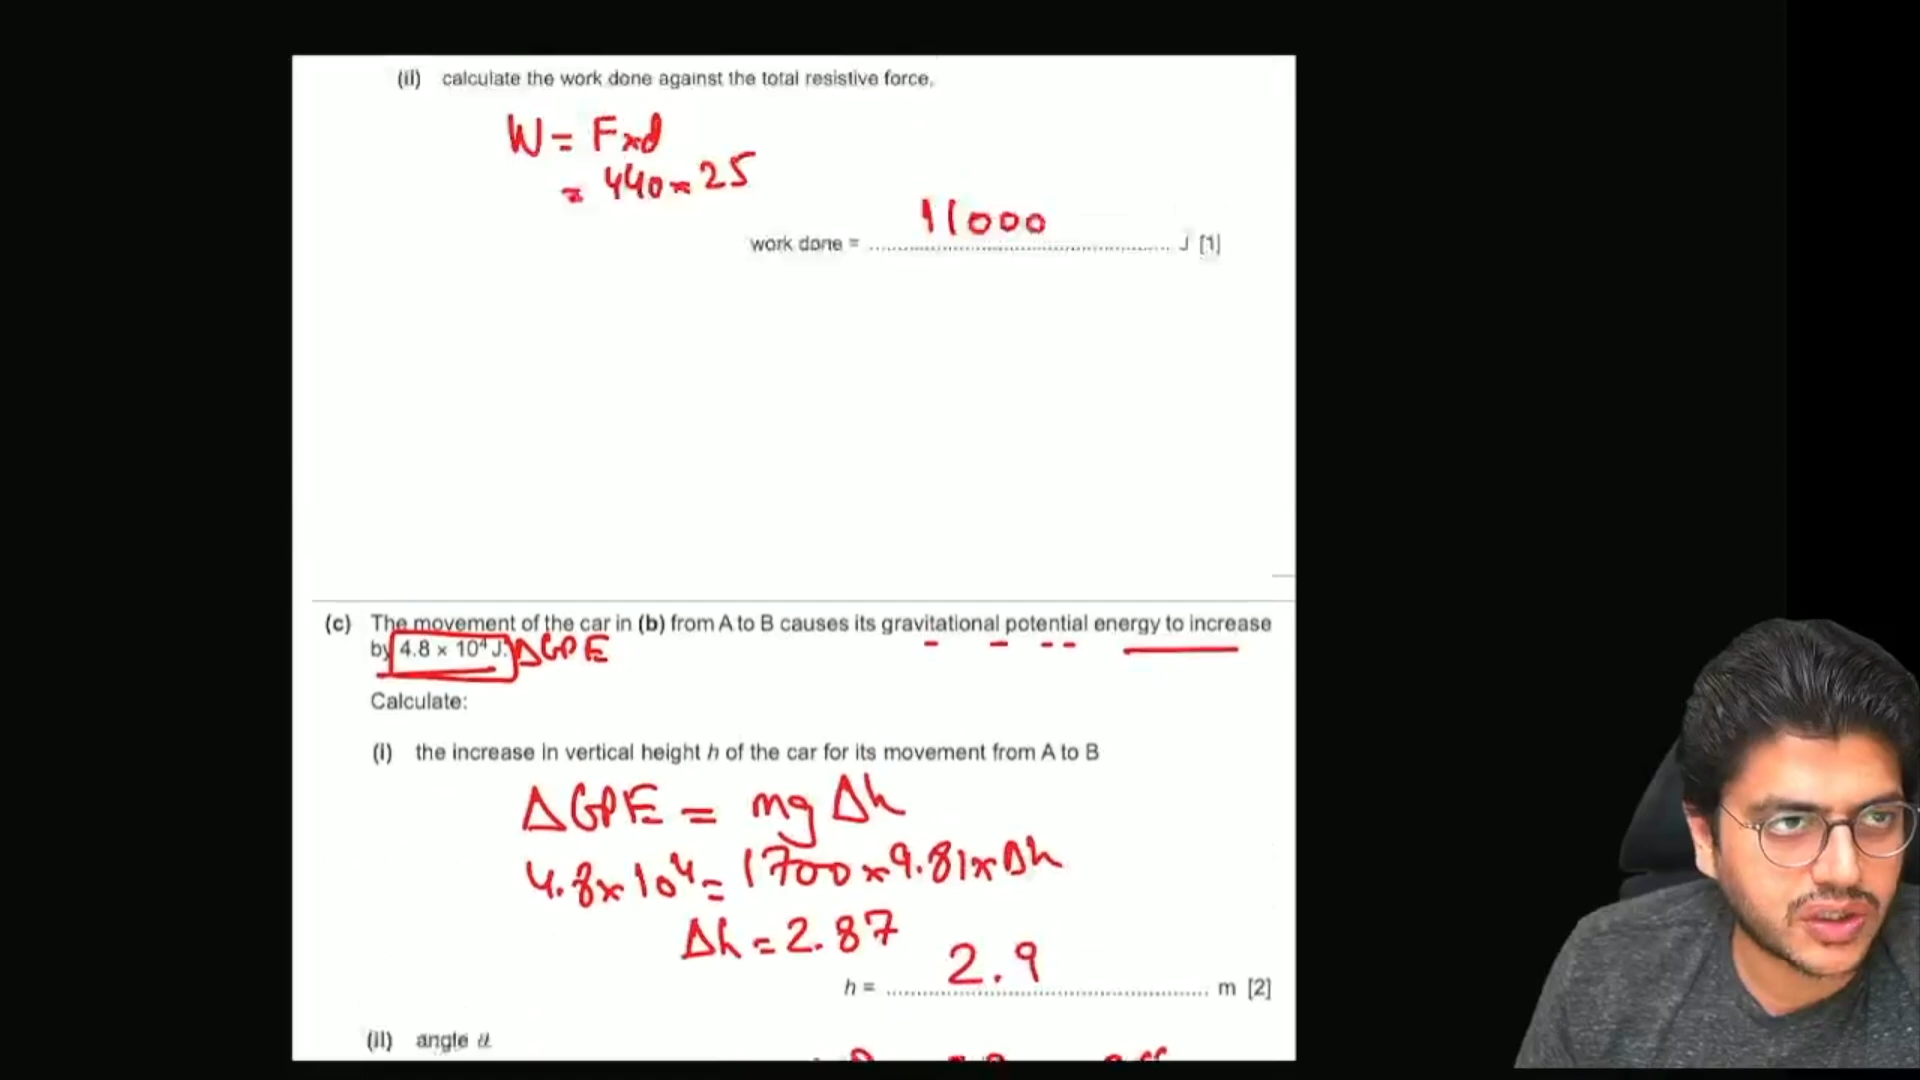 (ii) calculate the work done against the total resistive force.
W = F×d
= 440×25
11000
work done = ........................ J [1]
(c) The movement of the car in (b) from A to B causes its gravitational potential energy to increase
by 4.8 × 10⁴ J. ΔGPE
Calculate:
(i) the increase in vertical height h of the car for its movement from A to B
ΔGPE = mgΔh
4.8×10⁴ = 1700×9.81×Δh
Δh = 2.87
2.9
h = ........................ m [2]
(ii) angle